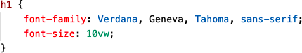 h1 {
    font-family: Verdana, Geneva, Tahoma, sans-serif;
    font-size: 10vw;
}